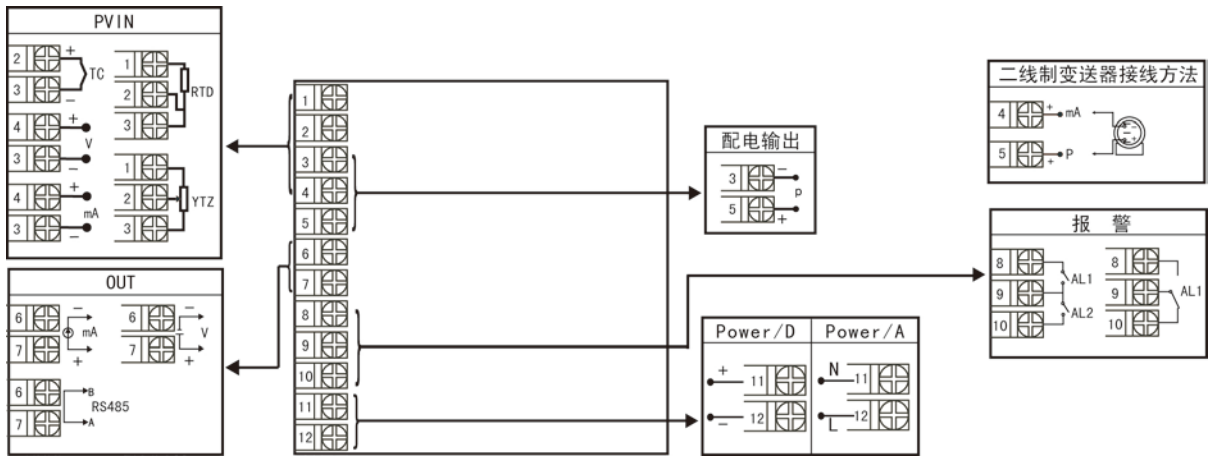 PVIN
2 + TC
3 −
1 RTD
2
3
4 + V
3 −
4 + mA
3 −
1 YTZ
2
3
OUT
6 − mA
7 +
6 − V
7 +
6 B RS485
7 A
1
2
3
4
5
6
7
8
9
10
11
12
配电输出
3 − p
5 +
Power/D
+ 11
− 12
Power/A
N 11
L 12
二线制变送器接线方法
4 + mA
5 + P
报 警
8 AL1
9
10 AL2
8
9 AL1
10